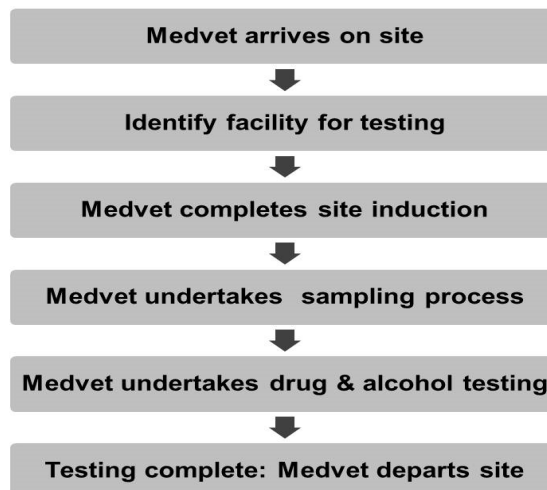 Medvet arrives on site
Identify facility for testing
Medvet completes site induction
Medvet undertakes sampling process
Medvet undertakes drug & alcohol testing
Testing complete: Medvet departs site